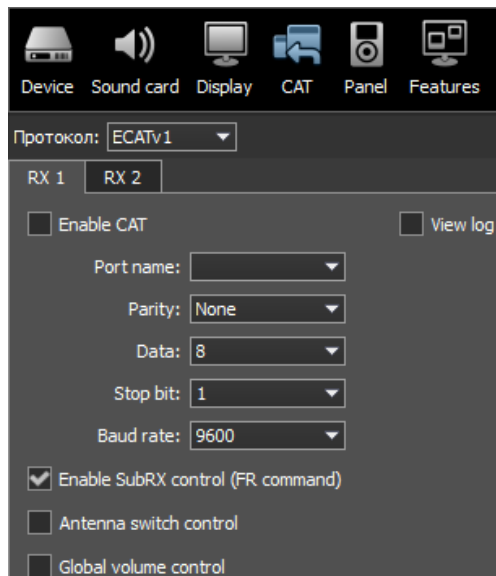 Device Sound card Display CAT Panel Features
Протокол: ECATv1
RX 1 RX 2
Enable CAT View log
Port name:
Parity: None
Data: 8
Stop bit: 1
Baud rate: 9600
Enable SubRX control (FR command)
Antenna switch control
Global volume control